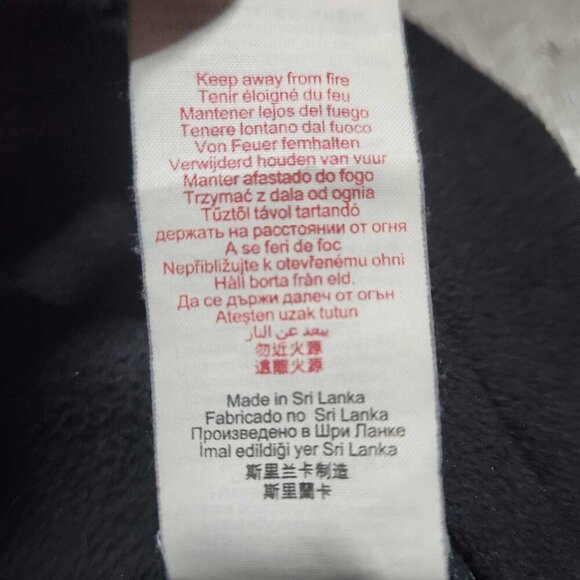 Keep away from fire
Tenir éloigné du feu
Mantener lejos del fuego
Tenere lontano dal fuoco
Von Feuer fernhalten
Verwijderd houden van vuur
Manter afastado do fogo
Trzymać z dala od ognia
Tűztől távol tartandó
держать на расстоянии от огня
A se feri de foc
Nepřibližujte k otevřenému ohni
Håll borta från eld.
Да се държи далеч от огън
Ateşten uzak tutun
يبعد عن النار
勿近火源
遠離火源
Made in Sri Lanka
Fabricado no Sri Lanka
Произведено в Шри Ланке
İmal edildiği yer Sri Lanka
斯里兰卡制造
斯里蘭卡